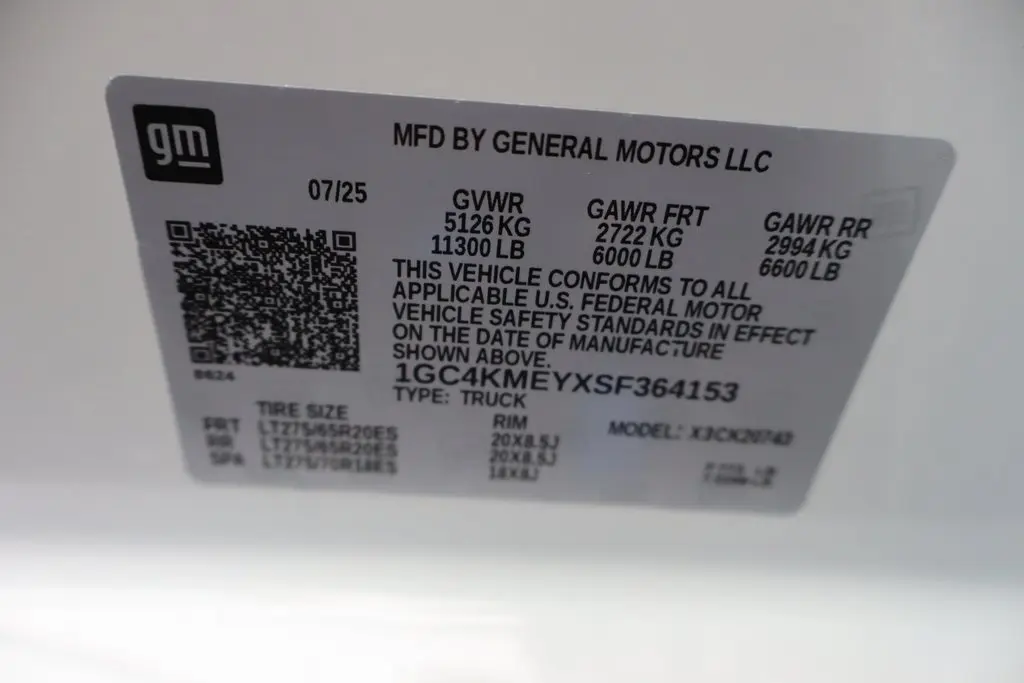 gm
MFD BY GENERAL MOTORS LLC
07/25
GVWR GAWR FRT GAWR RR
5126 KG 2722 KG 2994 KG
11300 LB 6000 LB 6600 LB
THIS VEHICLE CONFORMS TO ALL
APPLICABLE U.S. FEDERAL MOTOR
VEHICLE SAFETY STANDARDS IN EFFECT
ON THE DATE OF MANUFACTURE
SHOWN ABOVE.
8624
1GC4KMEYXSF364153
TYPE: TRUCK
TIRE SIZE RIM
FRT LT275/65R20ES 20X8.5J MODEL:
RR LT275/65R20ES 20X8.5J
SPA LT275/70R18ES 18X8J